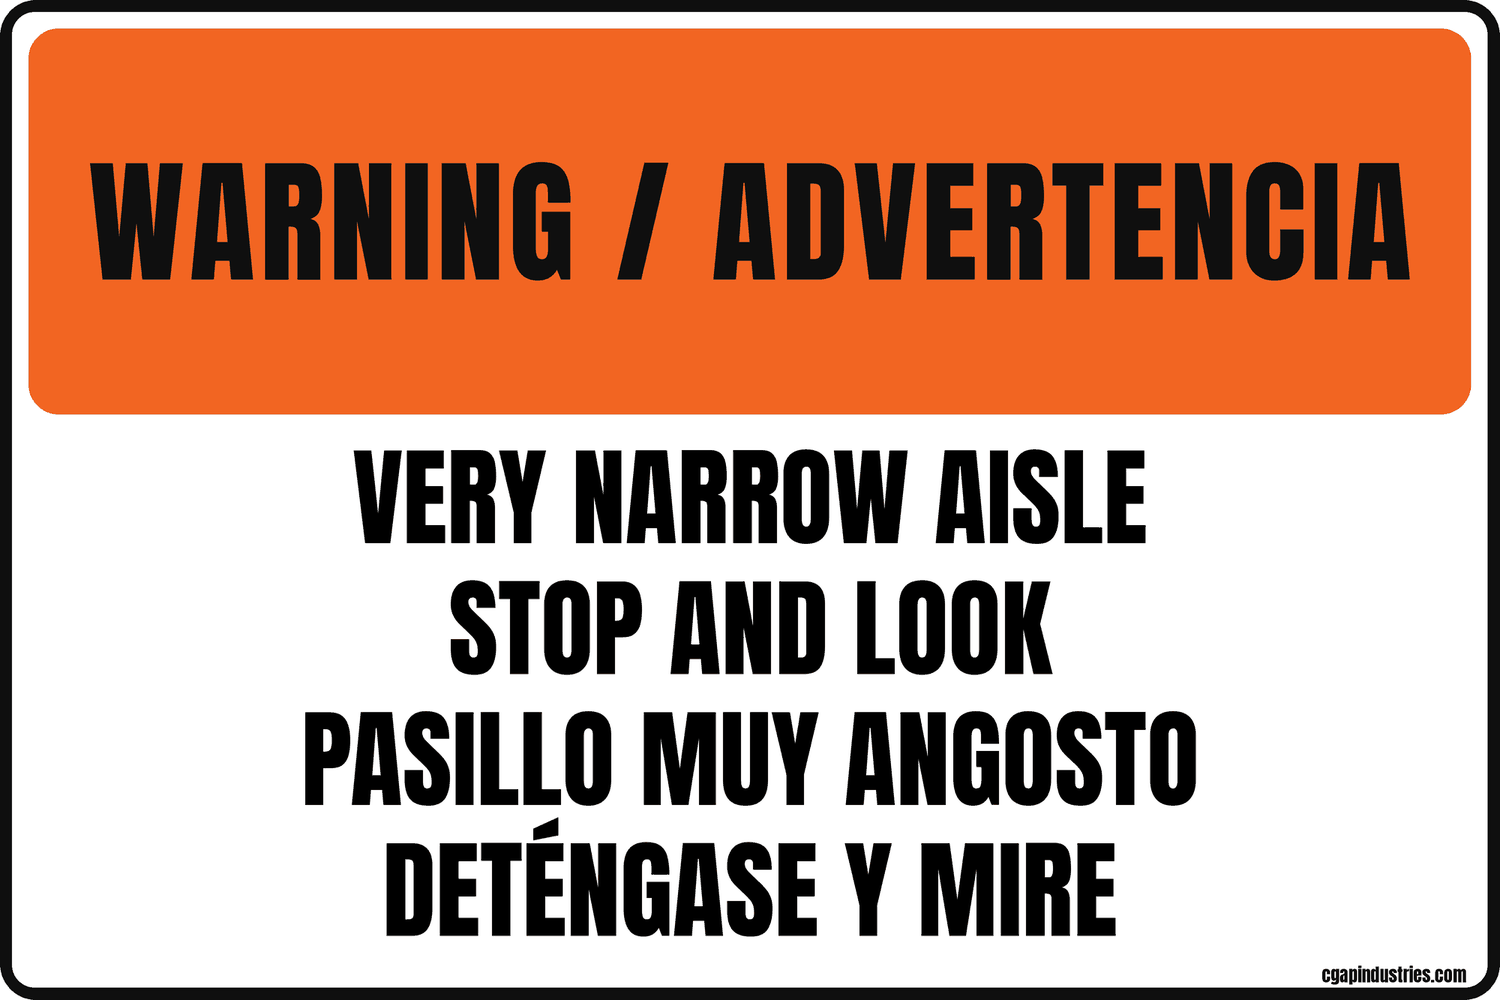 WARNING / ADVERTENCIA
VERY NARROW AISLE
STOP AND LOOK
PASILLO MUY ANGOSTO
DETÉNGASE Y MIRE
cgapindustries.com